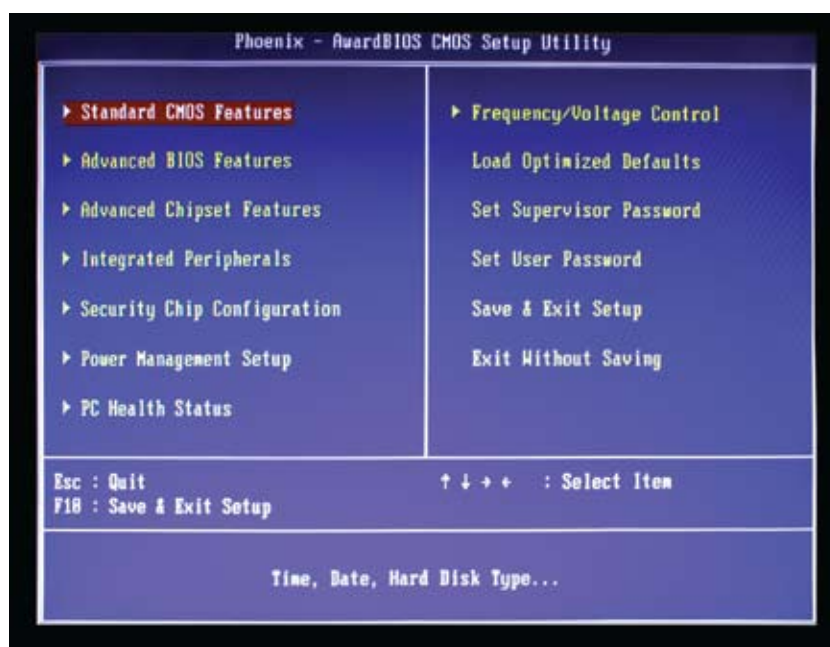 Phoenix - AwardBIOS CMOS Setup Utility
▶ Standard CMOS Features
▶ Advanced BIOS Features
▶ Advanced Chipset Features
▶ Integrated Peripherals
▶ Security Chip Configuration
▶ Power Management Setup
▶ PC Health Status
▶ Frequency/Voltage Control
Load Optimized Defaults
Set Supervisor Password
Set User Password
Save & Exit Setup
Exit Without Saving
Esc : Quit
F10 : Save & Exit Setup
↑ ↓ → ← : Select Item
Time, Date, Hard Disk Type...